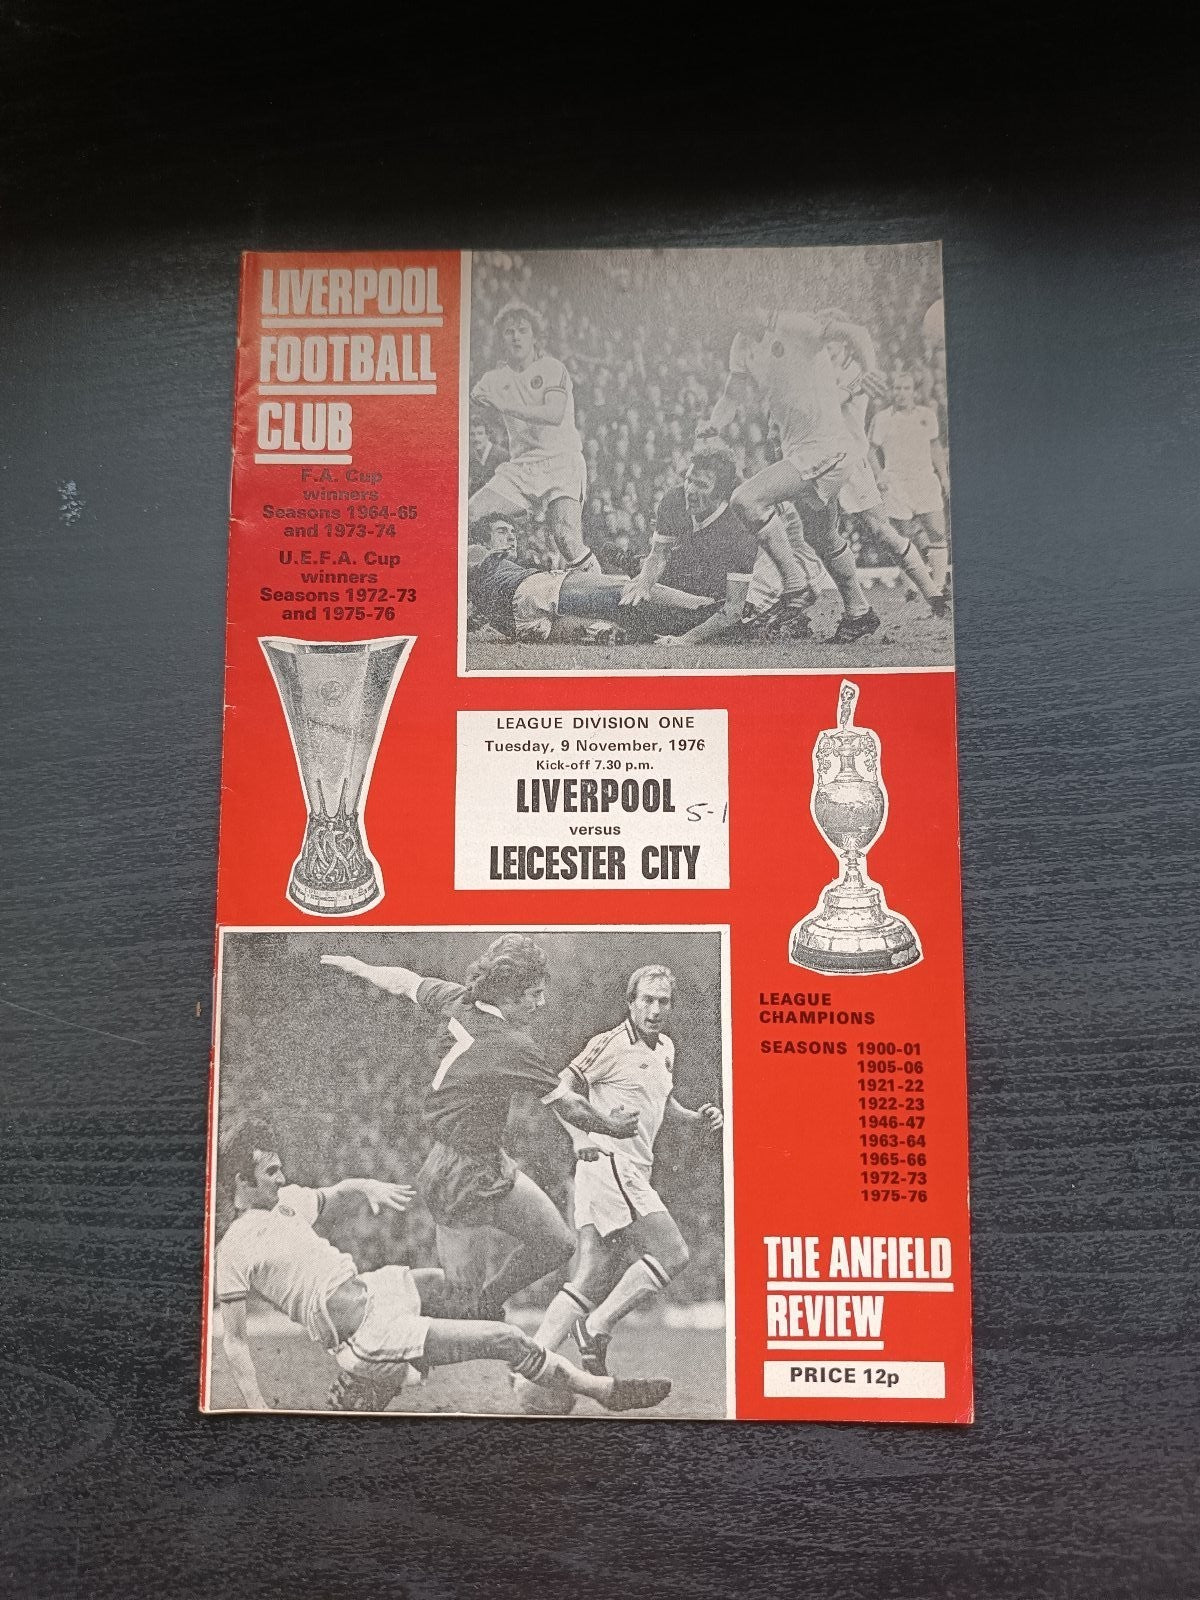 LIVERPOOL
FOOTBALL
CLUB
F.A. Cup
winners
Seasons 1964-65
and 1973-74
U.E.F.A. Cup
winners
Seasons 1972-73
and 1975-76
LEAGUE DIVISION ONE
Tuesday, 9 November, 1976
Kick-off 7.30 p.m.
LIVERPOOL
5-1
versus
LEICESTER CITY
7
LEAGUE
CHAMPIONS
SEASONS 1900-01
1905-06
1921-22
1922-23
1946-47
1963-64
1965-66
1972-73
1975-76
THE ANFIELD
REVIEW
PRICE 12p